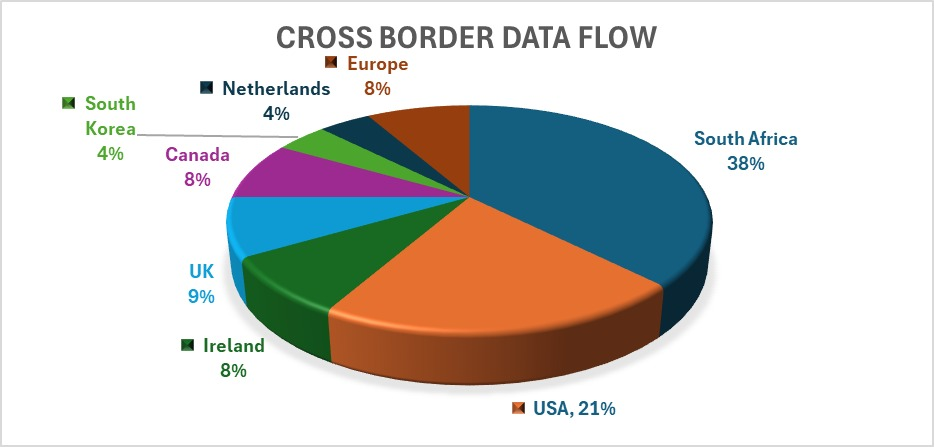 CROSS BORDER DATA FLOW
Europe
8%
Netherlands
4%
South
Korea
4%
Canada
8%
South Africa
38%
UK
9%
Ireland
8%
USA, 21%